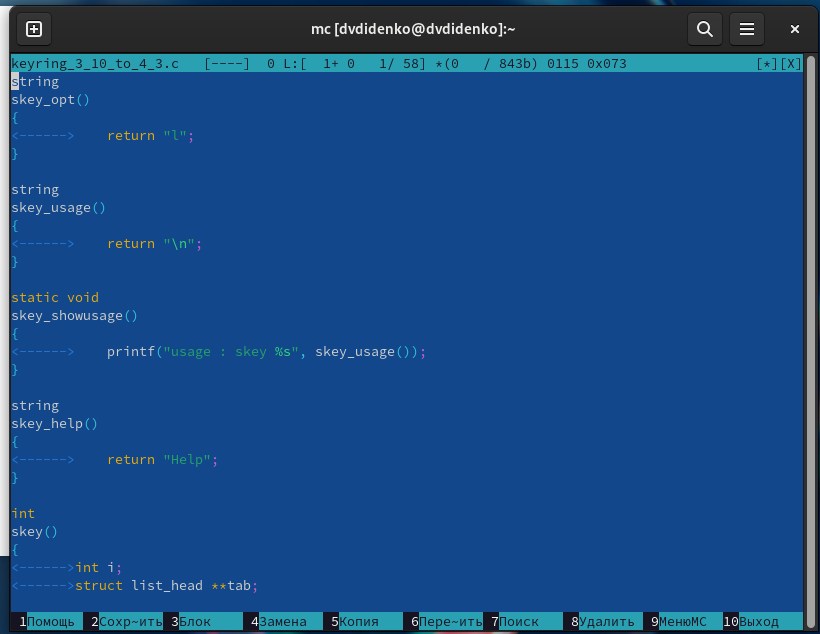 mc [dvdidenko@dvdidenko]:~
keyring_3_10_to_4_3.c   [----]  0 L:[  1+ 0   1/ 58] *(0   / 843b) 0115 0x073                [*][X]
string
skey_opt()
{
<------>    return "l";
}
string
skey_usage()
{
<------>    return "\n";
}
static void
skey_showusage()
{
<------>    printf("usage : skey %s", skey_usage());
}
string
skey_help()
{
<------>    return "Help";
}
int
skey()
{
<------>int i;
<------>struct list_head **tab;
1Помощь 2Сохр~ить 3Блок 4Замена 5Копия 6Пере~ить 7Поиск 8Удалить 9МенюMC 10Выход